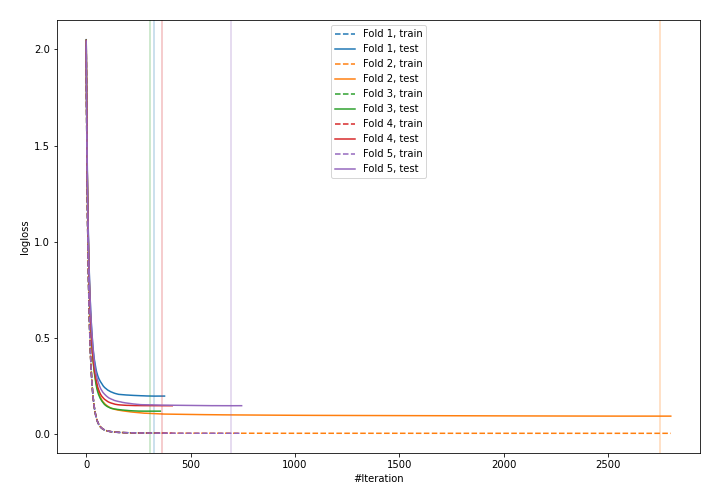 Fold 1, train
Fold 1, test
Fold 2, train
Fold 2, test
Fold 3, train
Fold 3, test
Fold 4, train
Fold 4, test
Fold 5, train
Fold 5, test
2.0
1.5
1.0
0.5
0.0
logloss
0 500 1000 1500 2000 2500
#Iteration